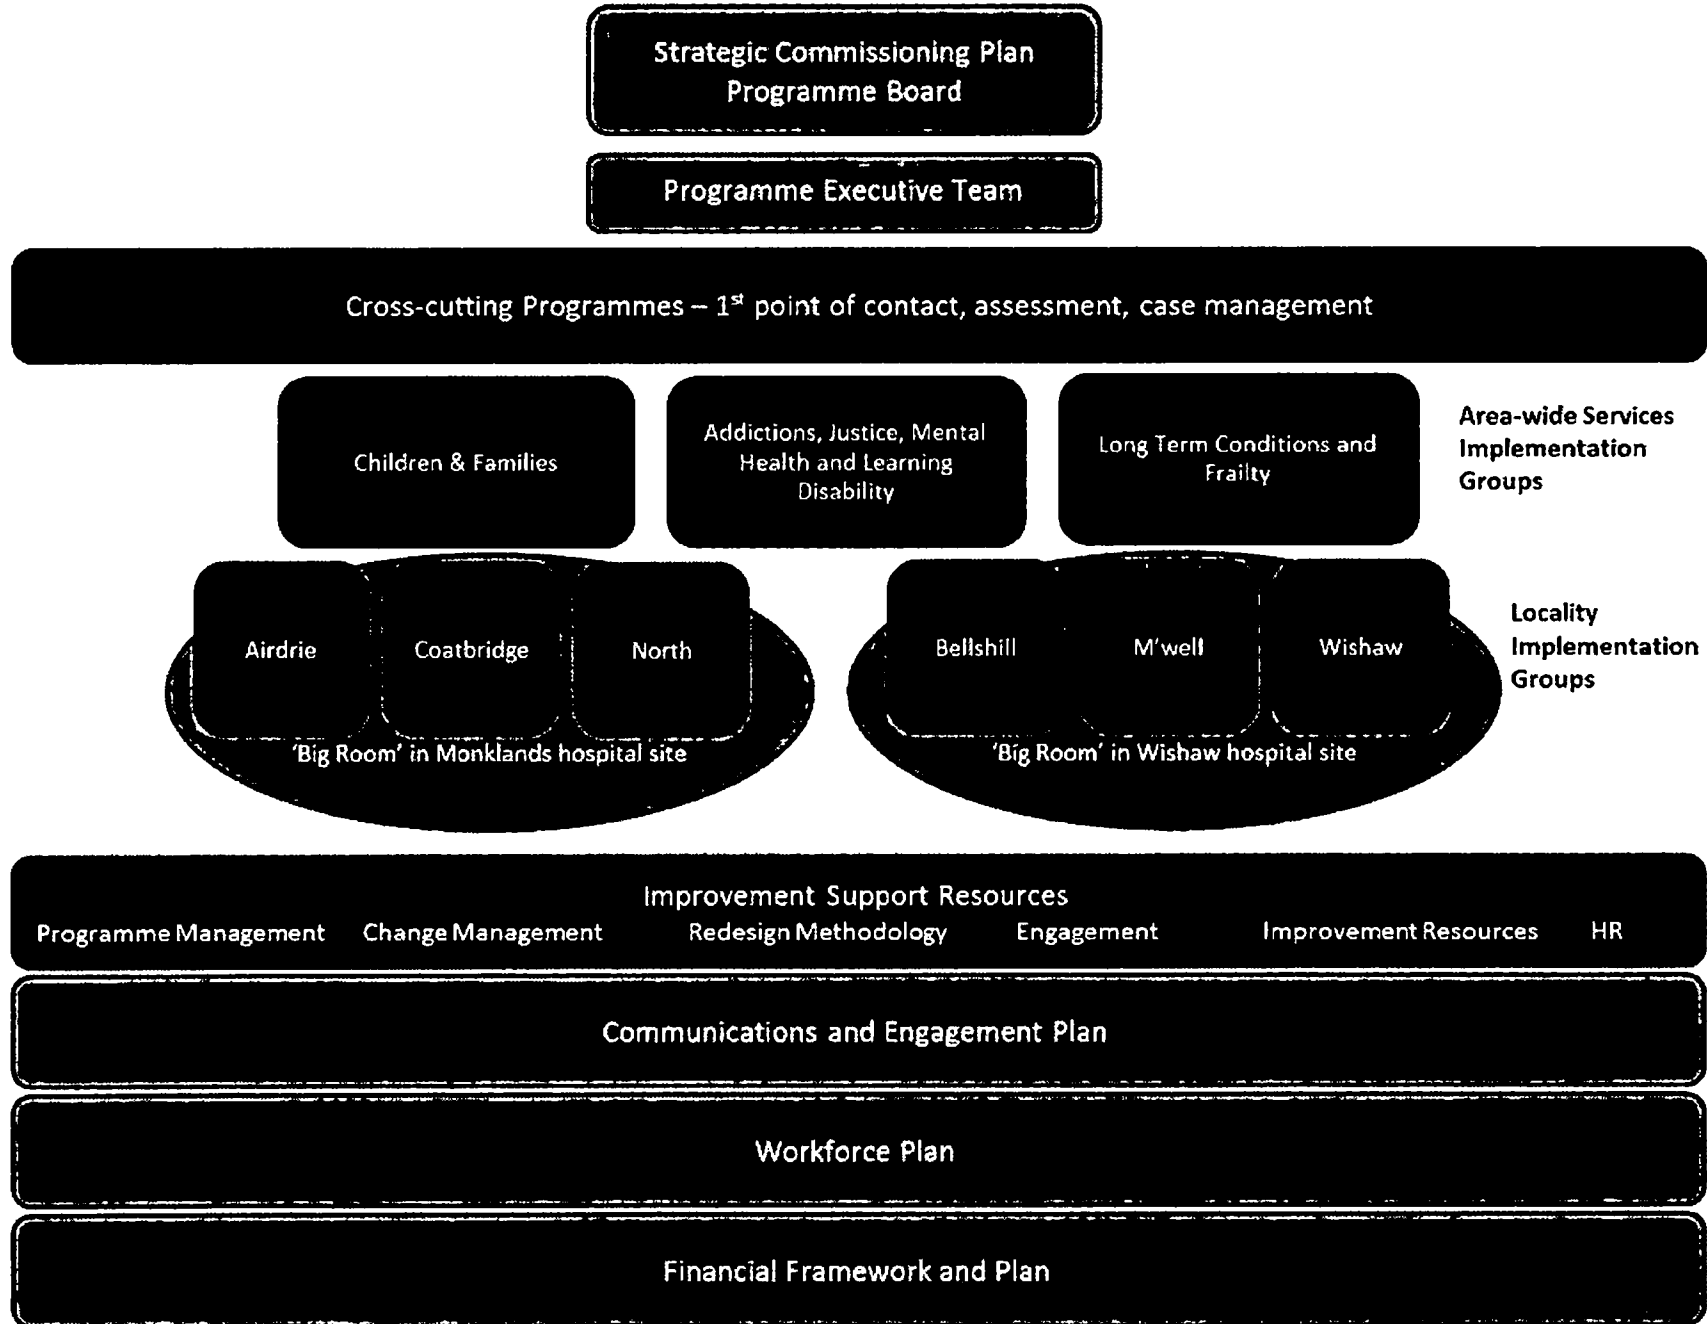 Strategic Commissioning Plan
Programme Board
Programme Executive Team
Cross-cutting Programmes – 1st point of contact, assessment, case management
Children & Families
Addictions, Justice, Mental
Health and Learning
Disability
Long Term Conditions and
Frailty
Area-wide Services
Implementation
Groups
Airdrie
Coatbridge
North
'Big Room' in Monklands hospital site
Bellshill
M'well
Wishaw
'Big Room' in Wishaw hospital site
Locality
Implementation
Groups
Improvement Support Resources
Programme Management Change Management Redesign Methodology Engagement Improvement Resources HR
Communications and Engagement Plan
Workforce Plan
Financial Framework and Plan